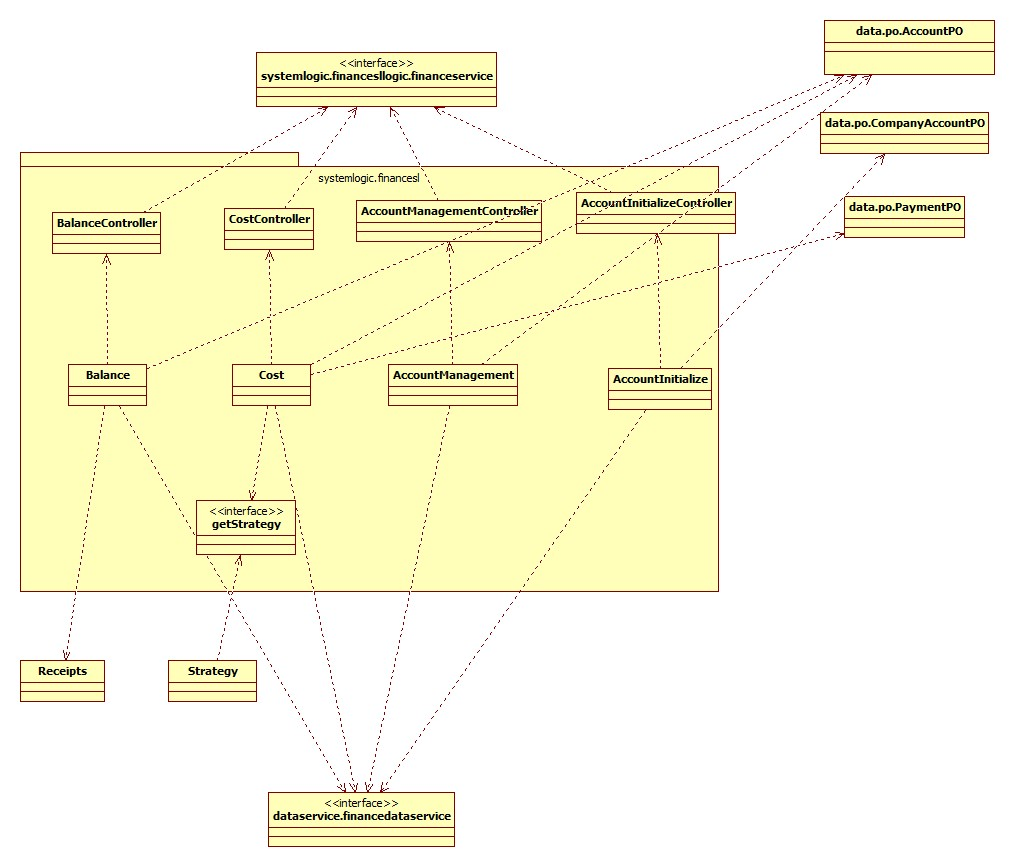 data.po.AccountPO
<<interface>>
systemlogic.financesllogic.financeservice
data.po.CompanyAccountPO
systemlogic.financesl
data.po.PaymentPO
BalanceController
CostController
AccountManagementController
AccountInitializeController
Balance
Cost
AccountManagement
AccountInitialize
<<interface>>
getStrategy
Receipts
Strategy
<<interface>>
dataservice.financedataservice